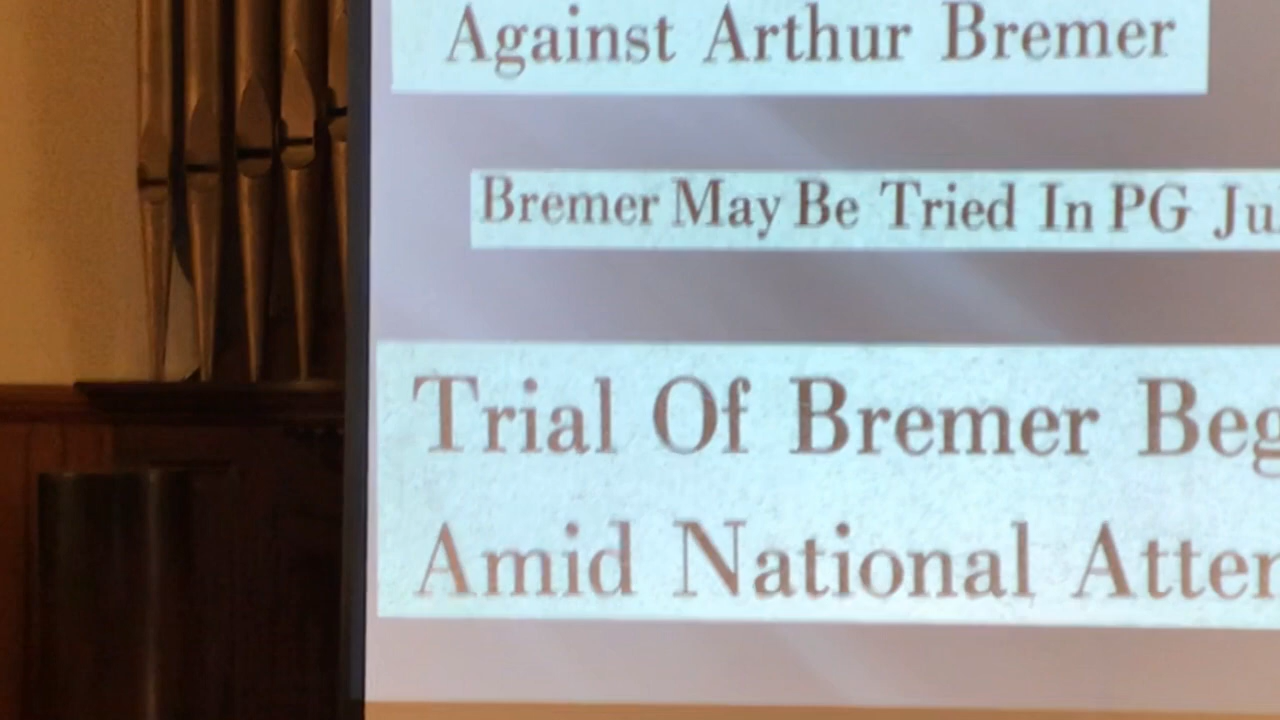 Against Arthur Bremer
Bremer May Be Tried In PG
Trial Of Bremer
Amid National